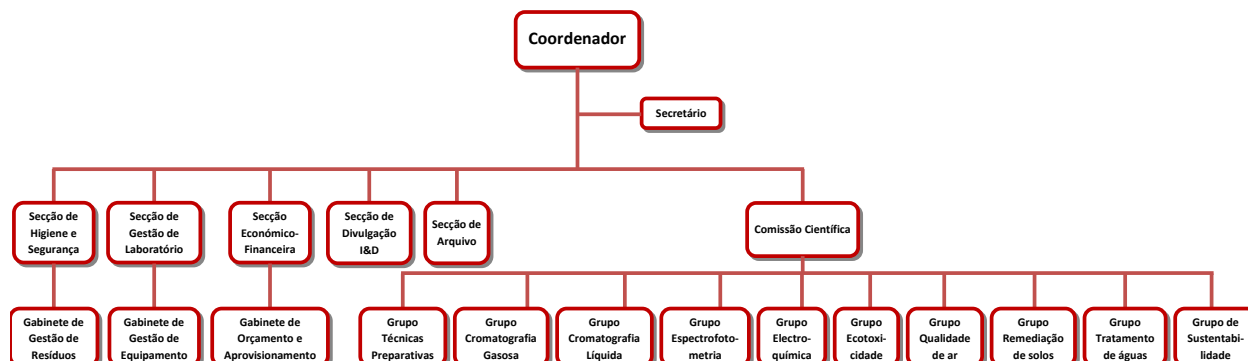 Coordenador
Secretário
Secção de
Higiene e
Segurança
Secção de
Gestão de
Laboratório
Secção
Económico-
Financeira
Secção de
Divulgação
I&D
Secção de
Arquivo
Comissão Científica
Gabinete de
Gestão de
Resíduos
Gabinete de
Gestão de
Equipamento
Gabinete de
Orçamento e
Aprovisionamento
Grupo
Técnicas
Preparativas
Grupo
Cromatografia
Gasosa
Grupo
Cromatografia
Líquida
Grupo
Espectrofoto-
metria
Grupo
Electro-
química
Grupo
Ecotoxi-
cidade
Grupo
Qualidade
de ar
Grupo
Remediação
de solos
Grupo
Tratamento
de águas
Grupo de
Sustentabi-
lidade